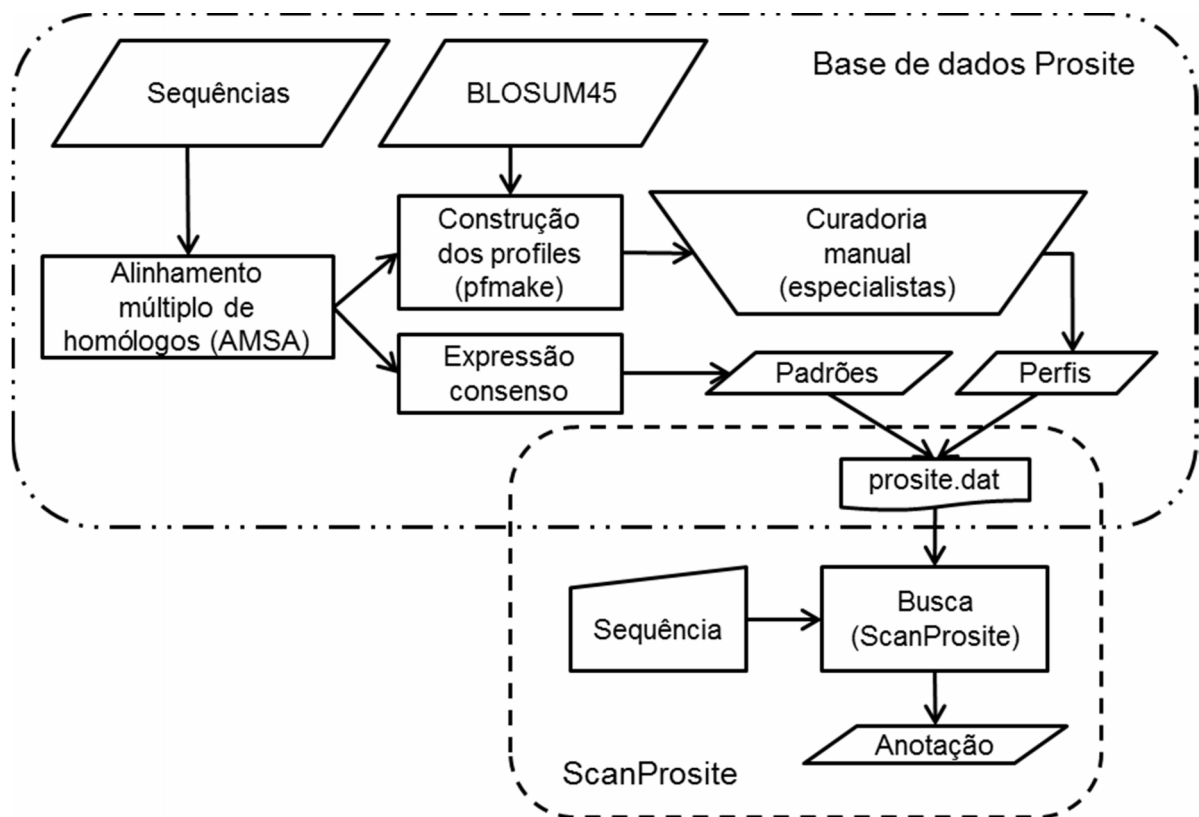 Base de dados Prosite
Sequências
BLOSUM45
Construção
dos profiles
(pfmake)
Curadoria
manual
(especialistas)
Alinhamento
múltiplo de
homólogos (AMSA)
Expressão
consenso
Padrões
Perfis
prosite.dat
Sequência
Busca
(ScanProsite)
Anotação
ScanProsite